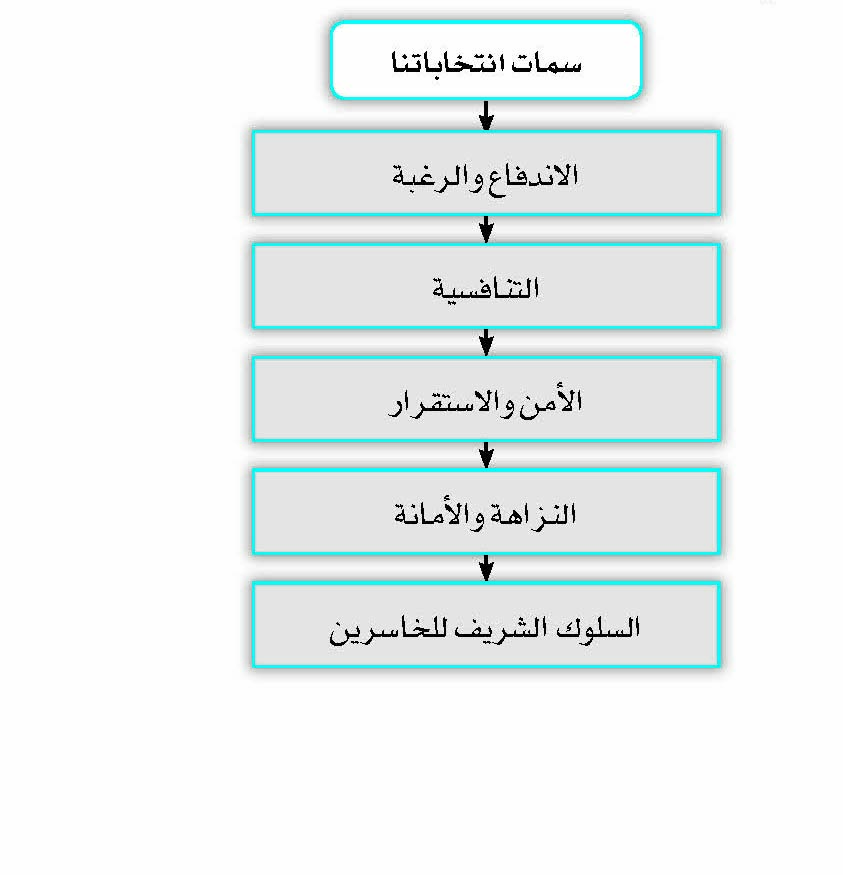 سمات انتخاباتنا
الاندفاع والرغبة
التنافسية
الأمن والاستقرار
النزاهة والأمانة
السلوك الشريف للخاسرين